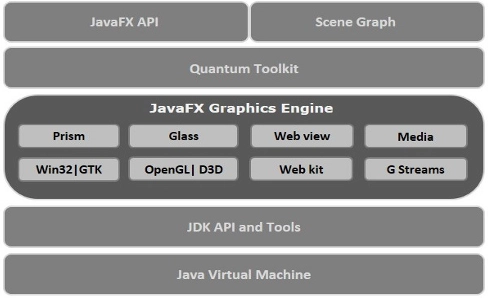 JavaFX API Scene Graph
Quantum Toolkit
JavaFX Graphics Engine
Prism Glass Web view Media
Win32|GTK OpenGL| D3D Web kit G Streams
JDK API and Tools
Java Virtual Machine